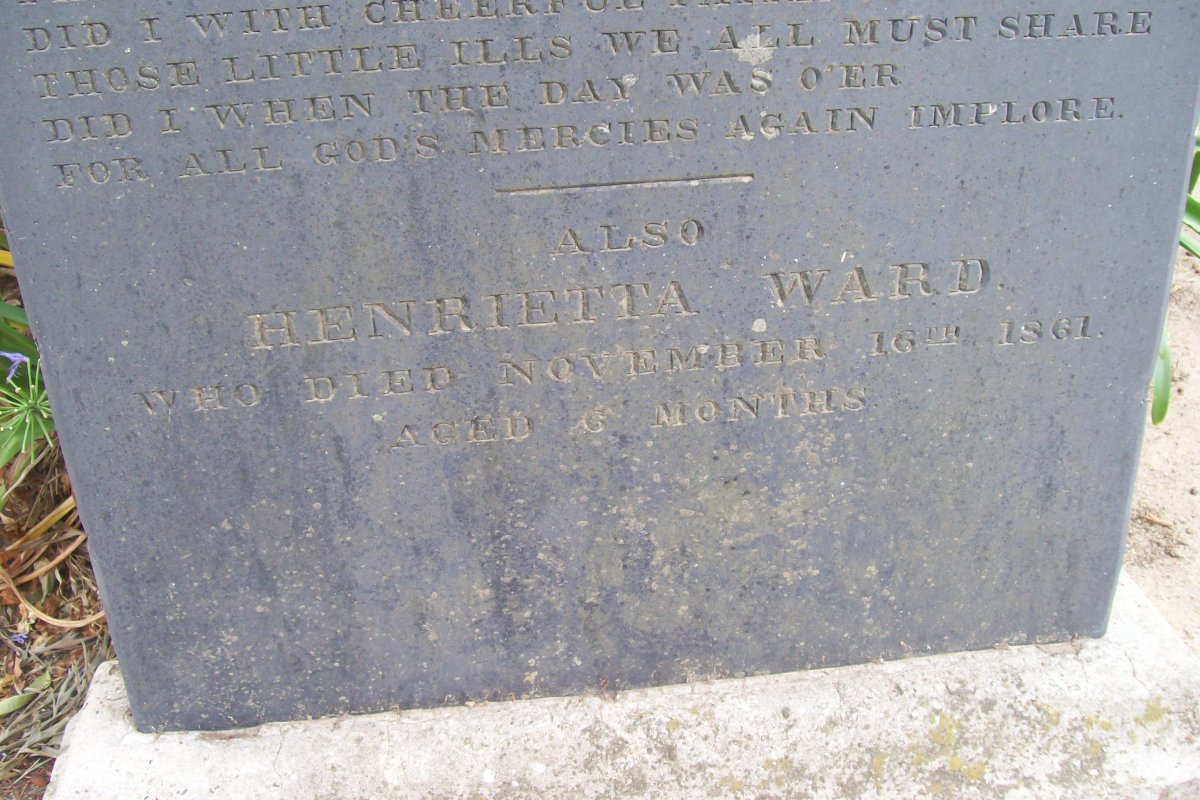 DID I WITH CHEERFUL
THOSE LITTLE ILLS WE ALL MUST SHARE
DID I WHEN THE DAY WAS O'ER
FOR ALL GOD'S MERCIES AGAIN IMPLORE.
ALSO
HENRIETTA WARD.
WHO DIED NOVEMBER 16TH 1861.
AGED 6 MONTHS